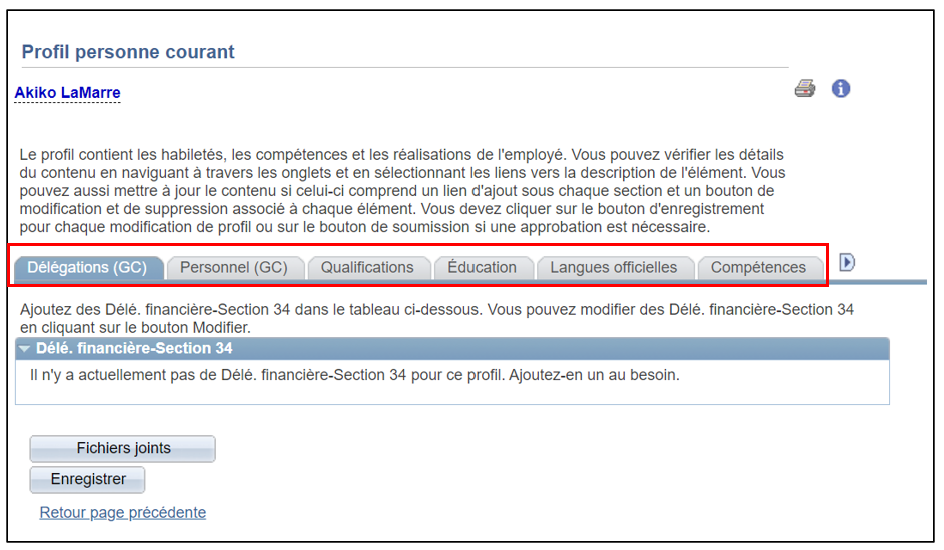 Profil personne courant
Akiko LaMarre
Le profil contient les habiletés, les compétences et les réalisations de l'employé. Vous pouvez vérifier les détails
du contenu en naviguant à travers les onglets et en sélectionnant les liens vers la description de l'élément. Vous
pouvez aussi mettre à jour le contenu si celui-ci comprend un lien d'ajout sous chaque section et un bouton de
modification et de suppression associé à chaque élément. Vous devez cliquer sur le bouton d'enregistrement
pour chaque modification de profil ou sur le bouton de soumission si une approbation est nécessaire.
Délégations (GC) Personnel (GC) Qualifications Éducation Langues officielles Compétences
Ajoutez des Délé. financière-Section 34 dans le tableau ci-dessous. Vous pouvez modifier des Délé. financière-Section 34
en cliquant sur le bouton Modifier.
Délé. financière-Section 34
Il n'y a actuellement pas de Délé. financière-Section 34 pour ce profil. Ajoutez-en un au besoin.
Fichiers joints
Enregistrer
Retour page précédente